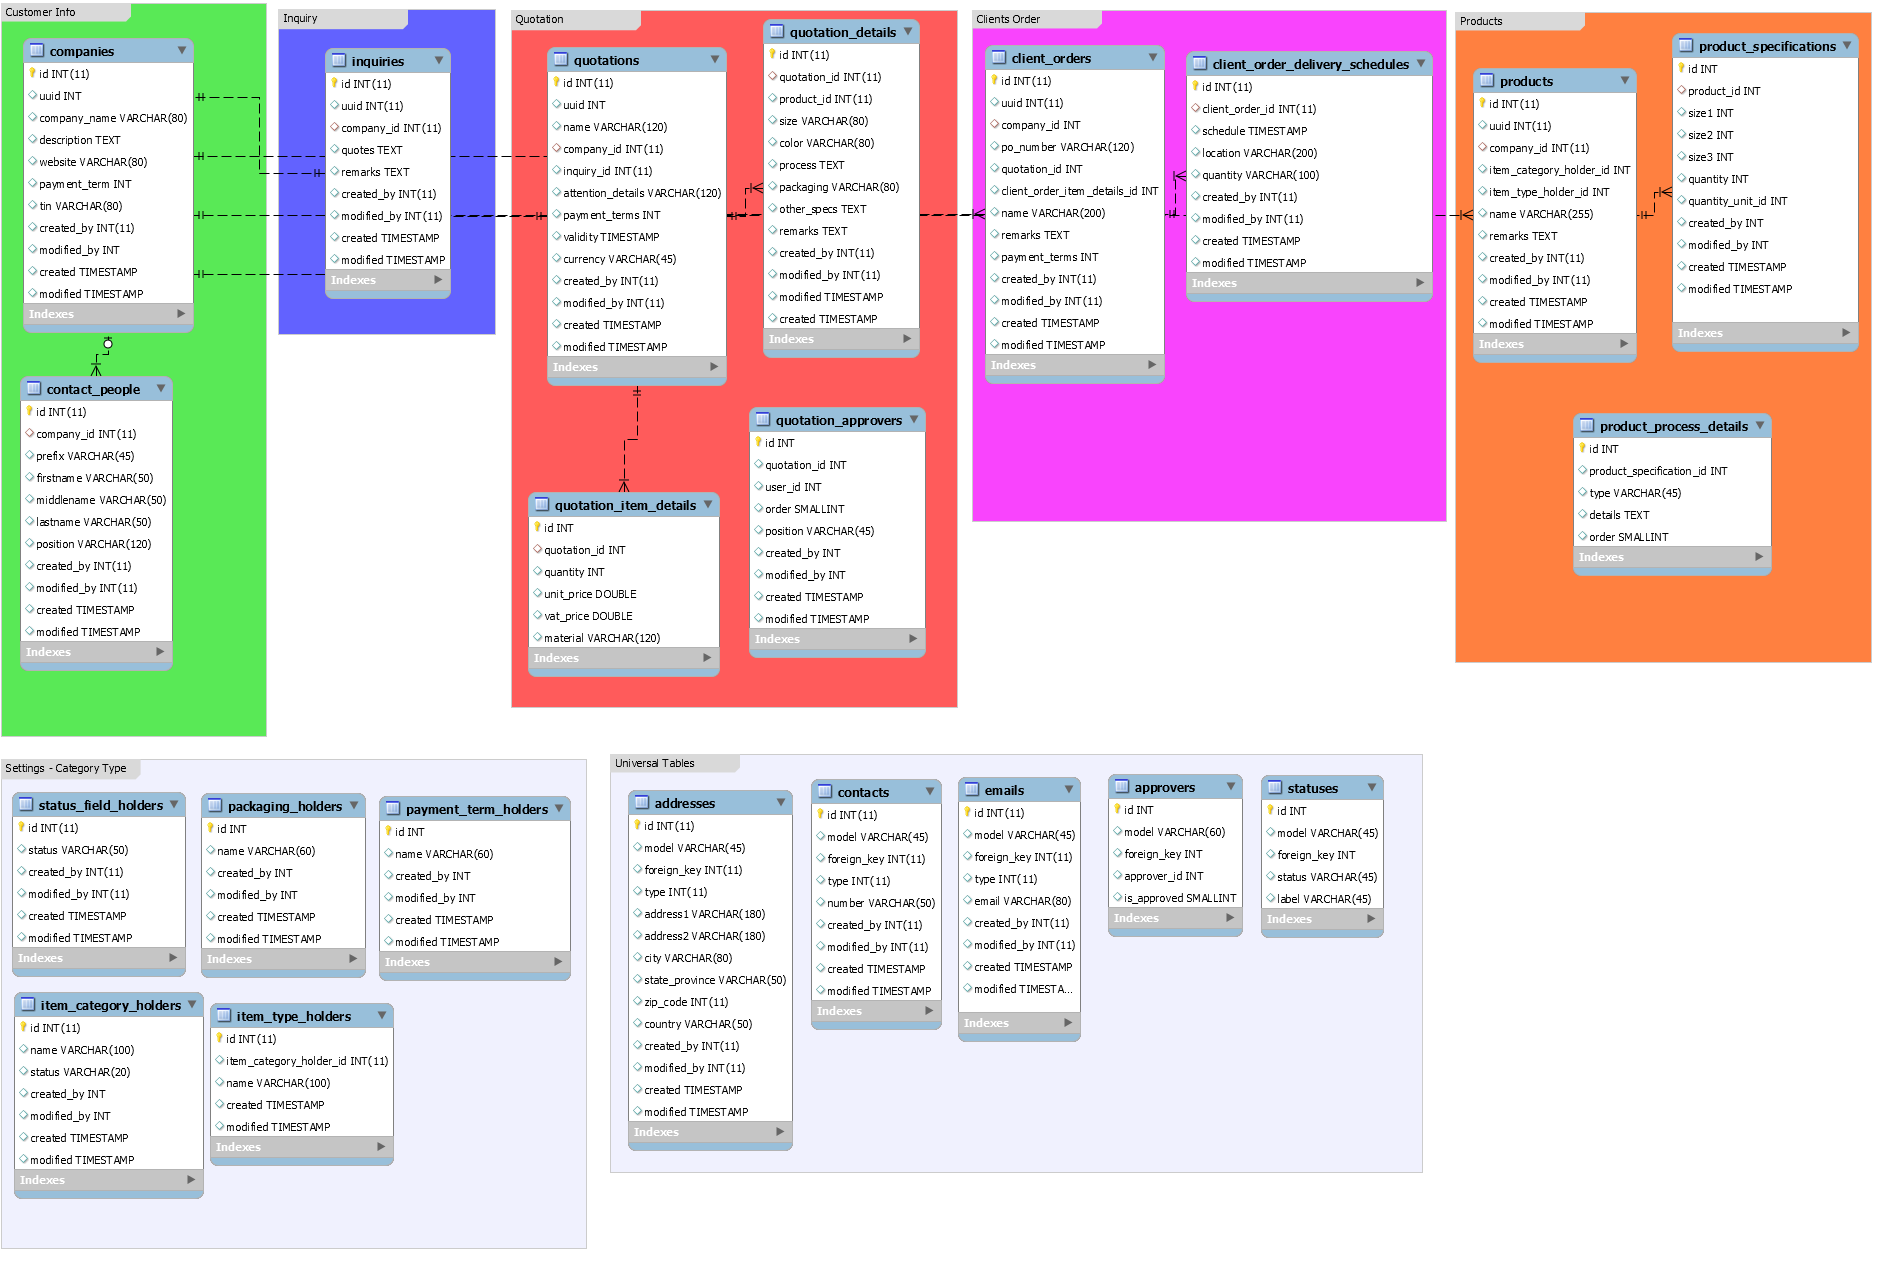 Customer Info
companies
id INT(11)
uuid INT
company_name VARCHAR(80)
description TEXT
website VARCHAR(80)
payment_term INT
tin VARCHAR(80)
created_by INT(11)
modified_by INT
created TIMESTAMP
modified TIMESTAMP
Indexes
contact_people
id INT(11)
company_id INT(11)
prefix VARCHAR(45)
firstname VARCHAR(50)
middlename VARCHAR(50)
lastname VARCHAR(50)
position VARCHAR(120)
created_by INT(11)
modified_by INT(11)
created TIMESTAMP
modified TIMESTAMP
Indexes
Inquiry
inquiries
id INT(11)
uuid INT(11)
company_id INT(11)
quotes TEXT
remarks TEXT
created_by INT(11)
modified_by INT(11)
created TIMESTAMP
modified TIMESTAMP
Indexes
Quotation
quotations
id INT(11)
uuid INT
name VARCHAR(120)
company_id INT(11)
inquiry_id INT(11)
attention_details VARCHAR(120)
payment_terms INT
validity TIMESTAMP
currency VARCHAR(45)
created_by INT(11)
modified_by INT(11)
created TIMESTAMP
modified TIMESTAMP
Indexes
quotation_details
id INT(11)
quotation_id INT(11)
product_id INT(11)
size VARCHAR(80)
color VARCHAR(80)
process TEXT
packaging VARCHAR(80)
other_specs TEXT
remarks TEXT
created_by INT(11)
modified_by INT(11)
modified TIMESTAMP
created TIMESTAMP
Indexes
quotation_item_details
id INT
quotation_id INT
quantity INT
unit_price DOUBLE
vat_price DOUBLE
material VARCHAR(120)
Indexes
quotation_approvers
id INT
quotation_id INT
user_id INT
order SMALLINT
position VARCHAR(45)
created_by INT
modified_by INT
created TIMESTAMP
modified TIMESTAMP
Indexes
Clients Order
client_orders
id INT(11)
uuid INT(11)
company_id INT
po_number VARCHAR(120)
quotation_id INT
client_order_item_details_id INT
name VARCHAR(200)
remarks TEXT
payment_terms INT
created_by INT(11)
modified_by INT(11)
created TIMESTAMP
modified TIMESTAMP
Indexes
client_order_delivery_schedules
id INT(11)
client_order_id INT(11)
schedule TIMESTAMP
location VARCHAR(200)
quantity VARCHAR(100)
created_by INT(11)
modified_by INT(11)
created TIMESTAMP
modified TIMESTAMP
Indexes
Products
products
id INT(11)
uuid INT(11)
company_id INT(11)
item_category_holder_id INT
item_type_holder_id INT
name VARCHAR(255)
remarks TEXT
created_by INT(11)
modified_by INT(11)
created TIMESTAMP
modified TIMESTAMP
Indexes
product_specifications
id INT
product_id INT
size1 INT
size2 INT
size3 INT
quantity INT
quantity_unit_id INT
created_by INT
modified_by INT
created TIMESTAMP
modified TIMESTAMP
Indexes
product_process_details
id INT
product_specification_id INT
type VARCHAR(45)
details TEXT
order SMALLINT
Indexes
Settings - Category Type
status_field_holders
id INT(11)
status VARCHAR(50)
created_by INT(11)
modified_by INT(11)
created TIMESTAMP
modified TIMESTAMP
Indexes
packaging_holders
id INT
name VARCHAR(60)
created_by INT
modified_by INT
created TIMESTAMP
modified TIMESTAMP
Indexes
payment_term_holders
id INT
name VARCHAR(60)
created_by INT
modified_by INT
created TIMESTAMP
modified TIMESTAMP
Indexes
item_category_holders
id INT(11)
name VARCHAR(100)
status VARCHAR(20)
created_by INT
modified_by INT
created TIMESTAMP
modified TIMESTAMP
Indexes
item_type_holders
id INT(11)
item_category_holder_id INT(11)
name VARCHAR(100)
created TIMESTAMP
modified TIMESTAMP
Indexes
Universal Tables
addresses
id INT(11)
model VARCHAR(45)
foreign_key INT(11)
type INT(11)
address1 VARCHAR(180)
address2 VARCHAR(180)
city VARCHAR(80)
state_province VARCHAR(50)
zip_code INT(11)
country VARCHAR(50)
created_by INT(11)
modified_by INT(11)
created TIMESTAMP
modified TIMESTAMP
Indexes
contacts
id INT(11)
model VARCHAR(45)
foreign_key INT(11)
type INT(11)
number VARCHAR(50)
created_by INT(11)
modified_by INT(11)
created TIMESTAMP
modified TIMESTAMP
Indexes
emails
id INT(11)
model VARCHAR(45)
foreign_key INT(11)
type INT(11)
email VARCHAR(80)
created_by INT(11)
modified_by INT(11)
created TIMESTAMP
modified TIMESTA...
Indexes
approvers
id INT
model VARCHAR(60)
foreign_key INT
approver_id INT
is_approved SMALLINT
Indexes
statuses
id INT
model VARCHAR(45)
foreign_key INT
status VARCHAR(45)
label VARCHAR(45)
Indexes